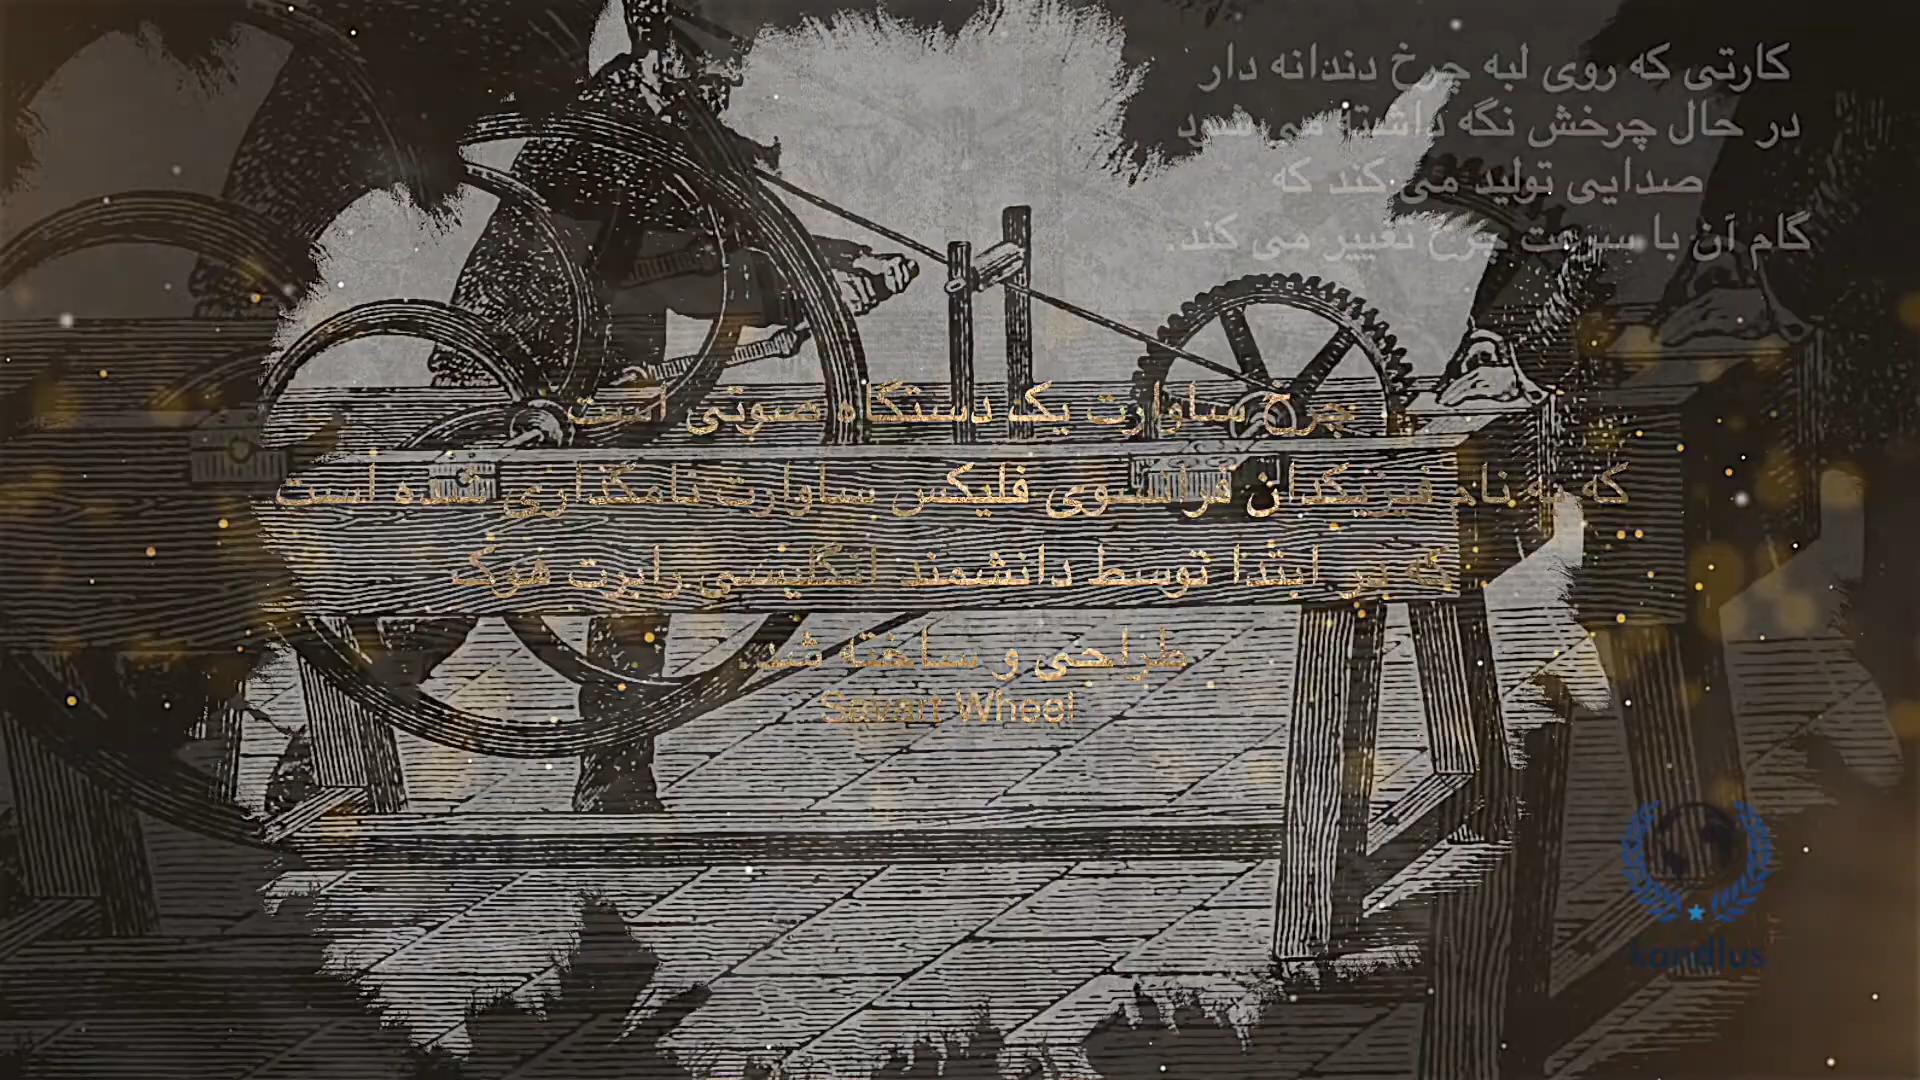 کارتی که روی لبه چرخ دندانه دار
در حال چرخش نگه داشته می شود
صدایی تولید می کند که
گام آن با سرعت چرخ تغییر می کند.
چرخ ساوارت یک دستگاه صوتی است
که به نام فیزیکدان فرانسوی فلیکس ساوارت نامگذاری شده است
که در ابتدا توسط دانشمند انگلیسی رابرت هوک
طراحی و ساخته شد.
Savart Wheel
kandlus